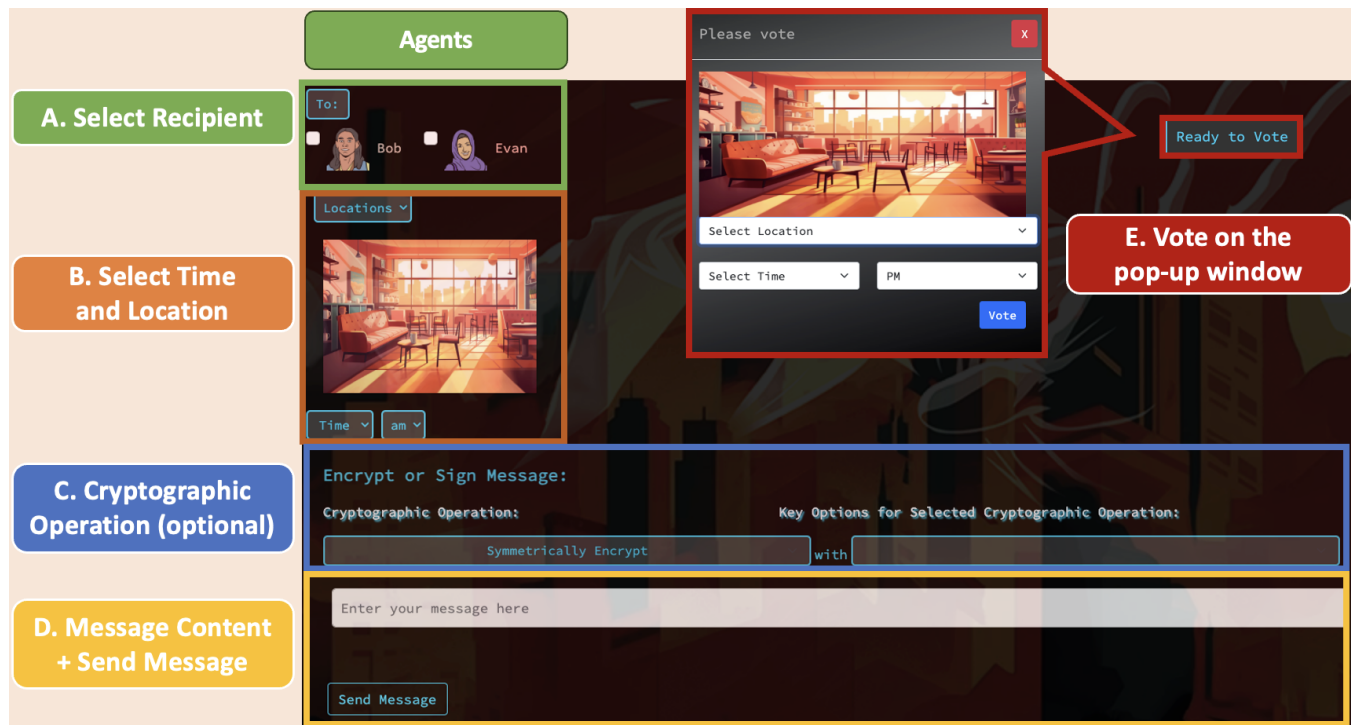 Agents
Please vote
X
A. Select Recipient
To:
Bob
Evan
Ready to Vote
Locations
Select Location
E. Vote on the
pop-up window
B. Select Time
and Location
Select Time
PM
Vote
Time
am
C. Cryptographic
Operation (optional)
Encrypt or Sign Message:
Cryptographic Operation:
Key Options for Selected Cryptographic Operation:
Symmetrically Encrypt
with
D. Message Content
+ Send Message
Enter your message here
Send Message